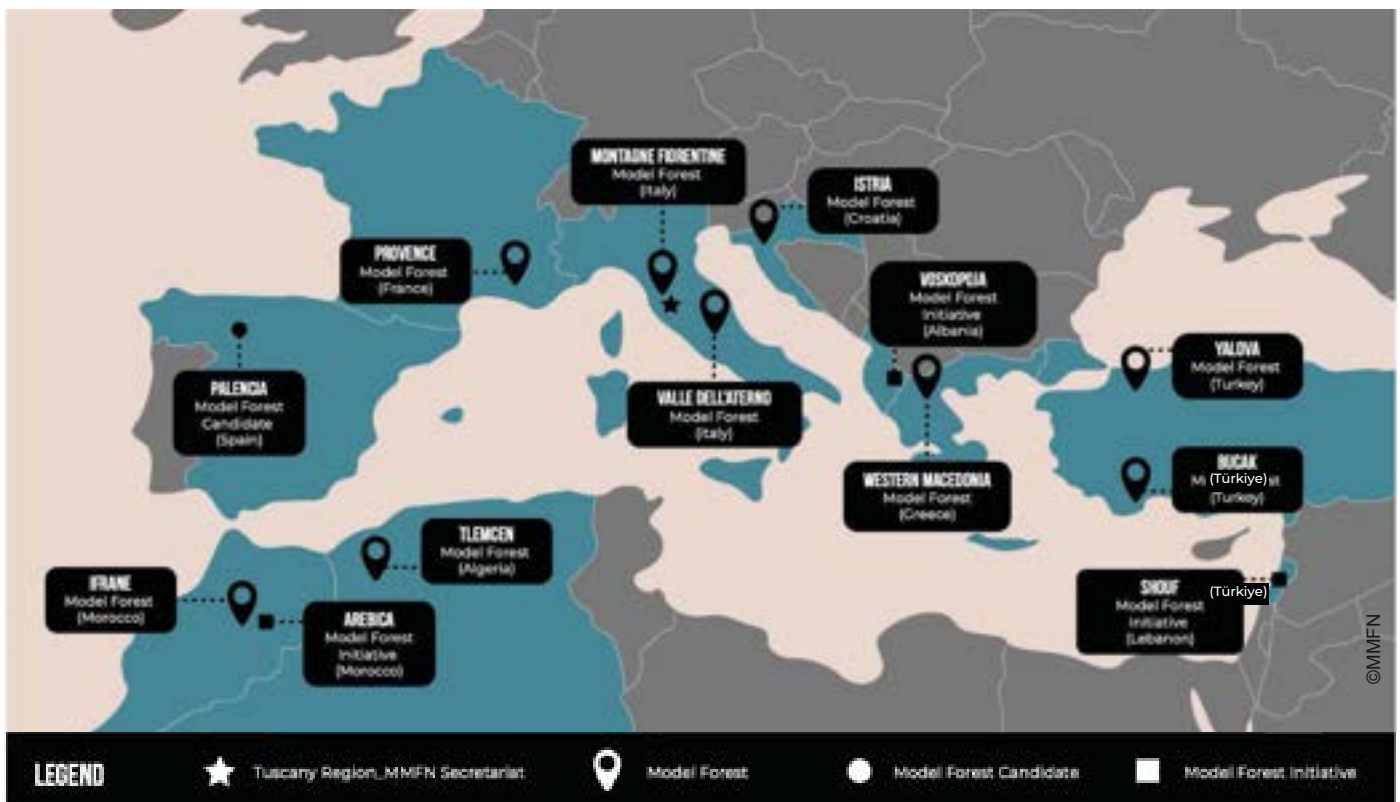 MONTAGNE FIORENTINE
Model Forest
(Italy)
ISTRIA
Model Forest
(Croatia)
PROVENCE
Model Forest
(France)
VOSKOPOJA
Model Forest
Initiative
(Albania)
YALOVA
Model Forest
(Turkey)
PALENCIA
Model Forest
Candidate
(Spain)
VALLE DELL'ATERNO
Model Forest
(Italy)
BUCAK
(Türkiye)
(Turkey)
WESTERN MACEDONIA
Model Forest
(Greece)
TLEMCEN
Model Forest
(Algeria)
IFRANE
Model Forest
(Morocco)
AREBICA
Model Forest
Initiative
(Morocco)
SHOUF
(Türkiye)
Model Forest
Initiative
(Lebanon)
©MMFN
LEGEND
Tuscany Region_MMFN Secretariat
Model Forest
Model Forest Candidate
Model Forest Initiative